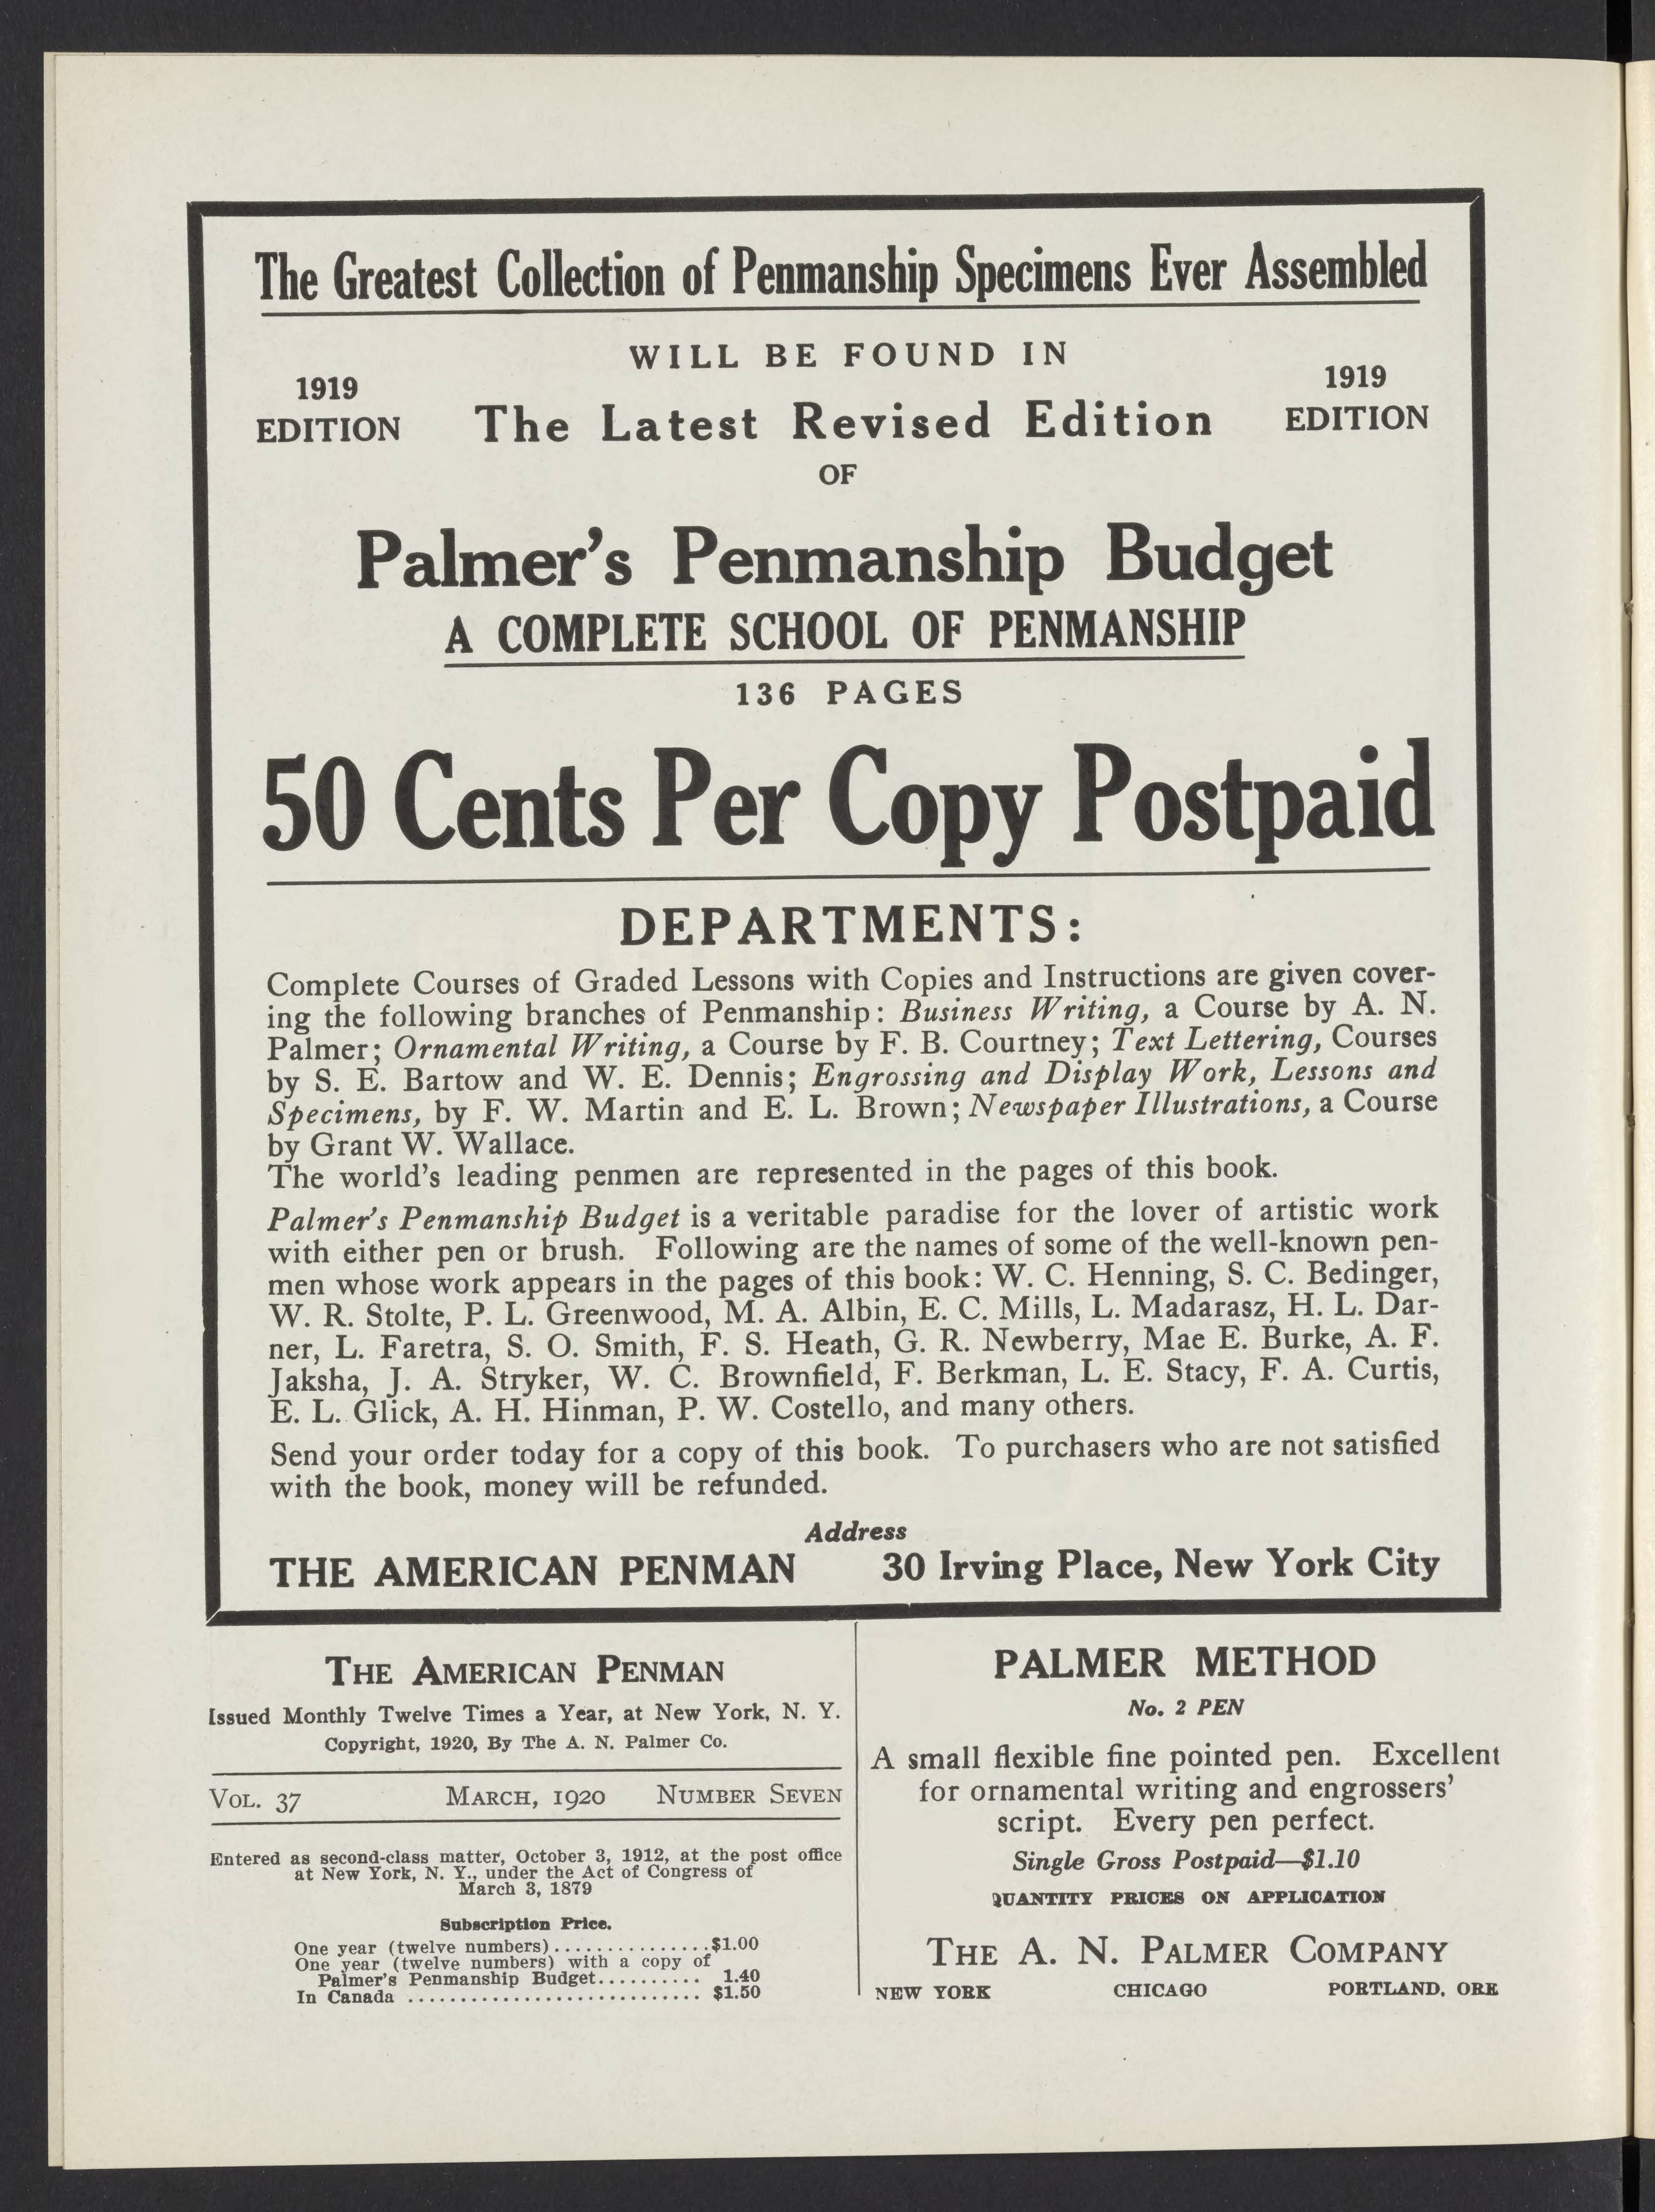 The Greatest Collection of Penmanship Specimens Ever Assembled
WILL BE FOUND IN
1919
EDITION
The Latest Revised Edition
1919
EDITION
OF
Palmer's Penmanship Budget
A COMPLETE SCHOOL OF PENMANSHIP
136 PAGES
50 Cents Per Copy Postpaid
DEPARTMENTS:
Complete Courses of Graded Lessons with Copies and Instructions are given cover-
ing the following branches of Penmanship: Business Writing, a Course by A. N.
Palmer; Ornamental Writing, a Course by F. B. Courtney; Text Lettering, Courses
by S. E. Bartow and W. E. Dennis; Engrossing and Display Work, Lessons and
Specimens, by F. W. Martin and E. L. Brown; Newspaper Illustrations, a Course
by Grant W. Wallace.
The world's leading penmen are represented in the pages of this book.
Palmer's Penmanship Budget is a veritable paradise for the lover of artistic work
with either pen or brush. Following are the names of some of the well-known pen-
men whose work appears in the pages of this book: W. C. Henning, S. C. Bedinger,
W. R. Stolte, P. L. Greenwood, M. A. Albin, E. C. Mills, L. Madarasz, H. L. Dar-
ner, L. Faretra, S. O. Smith, F. S. Heath, G. R. Newberry, Mae E. Burke, A. F.
Jaksha, J. A. Stryker, W. C. Brownfield, F. Berkman, L. E. Stacy, F. A. Curtis,
E. L. Glick, A. H. Hinman, P. W. Costello, and many others.
Send your order today for a copy of this book. To purchasers who are not satisfied
with the book, money will be refunded.
Address
THE AMERICAN PENMAN 30 Irving Place, New York City
THE AMERICAN PENMAN
Issued Monthly Twelve Times a Year, at New York, N. Y.
Copyright, 1920, By The A. N. Palmer Co.
VOL. 37 MARCH, 1920 NUMBER SEVEN
Entered as second-class matter, October 3, 1912, at the post office
at New York, N. Y., under the Act of Congress of
March 3, 1879
Subscription Price.
One year (twelve numbers)...............$1.00
One year (twelve numbers) with a copy of
Palmer's Penmanship Budget.......... 1.40
In Canada ............................ $1.50
PALMER METHOD
No. 2 PEN
A small flexible fine pointed pen. Excellent
for ornamental writing and engrossers'
script. Every pen perfect.
Single Gross Postpaid—$1.10
QUANTITY PRICES ON APPLICATION
THE A. N. PALMER COMPANY
NEW YORK CHICAGO PORTLAND, ORE